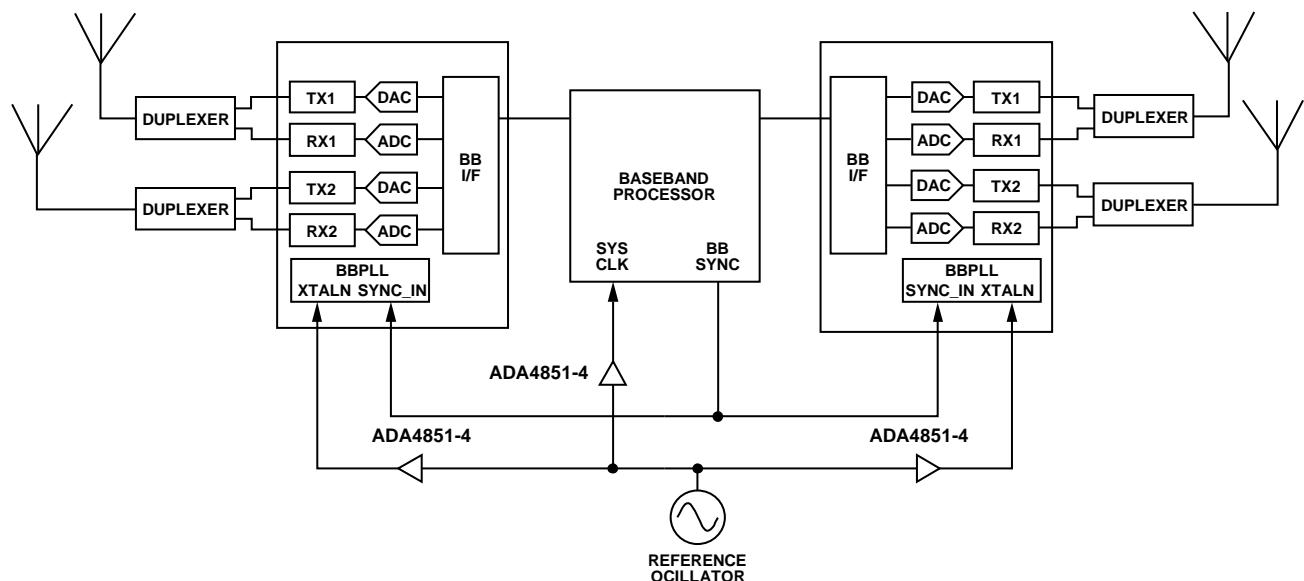 DUPLEXER
DUPLEXER
TX1
DAC
RX1
ADC
TX2
DAC
RX2
ADC
BB
I/F
BBPLL
XTALN SYNC_IN
BASEBAND
PROCESSOR
SYS
CLK
BB
SYNC
BB
I/F
DAC
TX1
ADC
RX1
DAC
TX2
ADC
RX2
BBPLL
SYNC_IN XTALN
DUPLEXER
DUPLEXER
ADA4851-4
ADA4851-4
ADA4851-4
REFERENCE
OCILLATOR